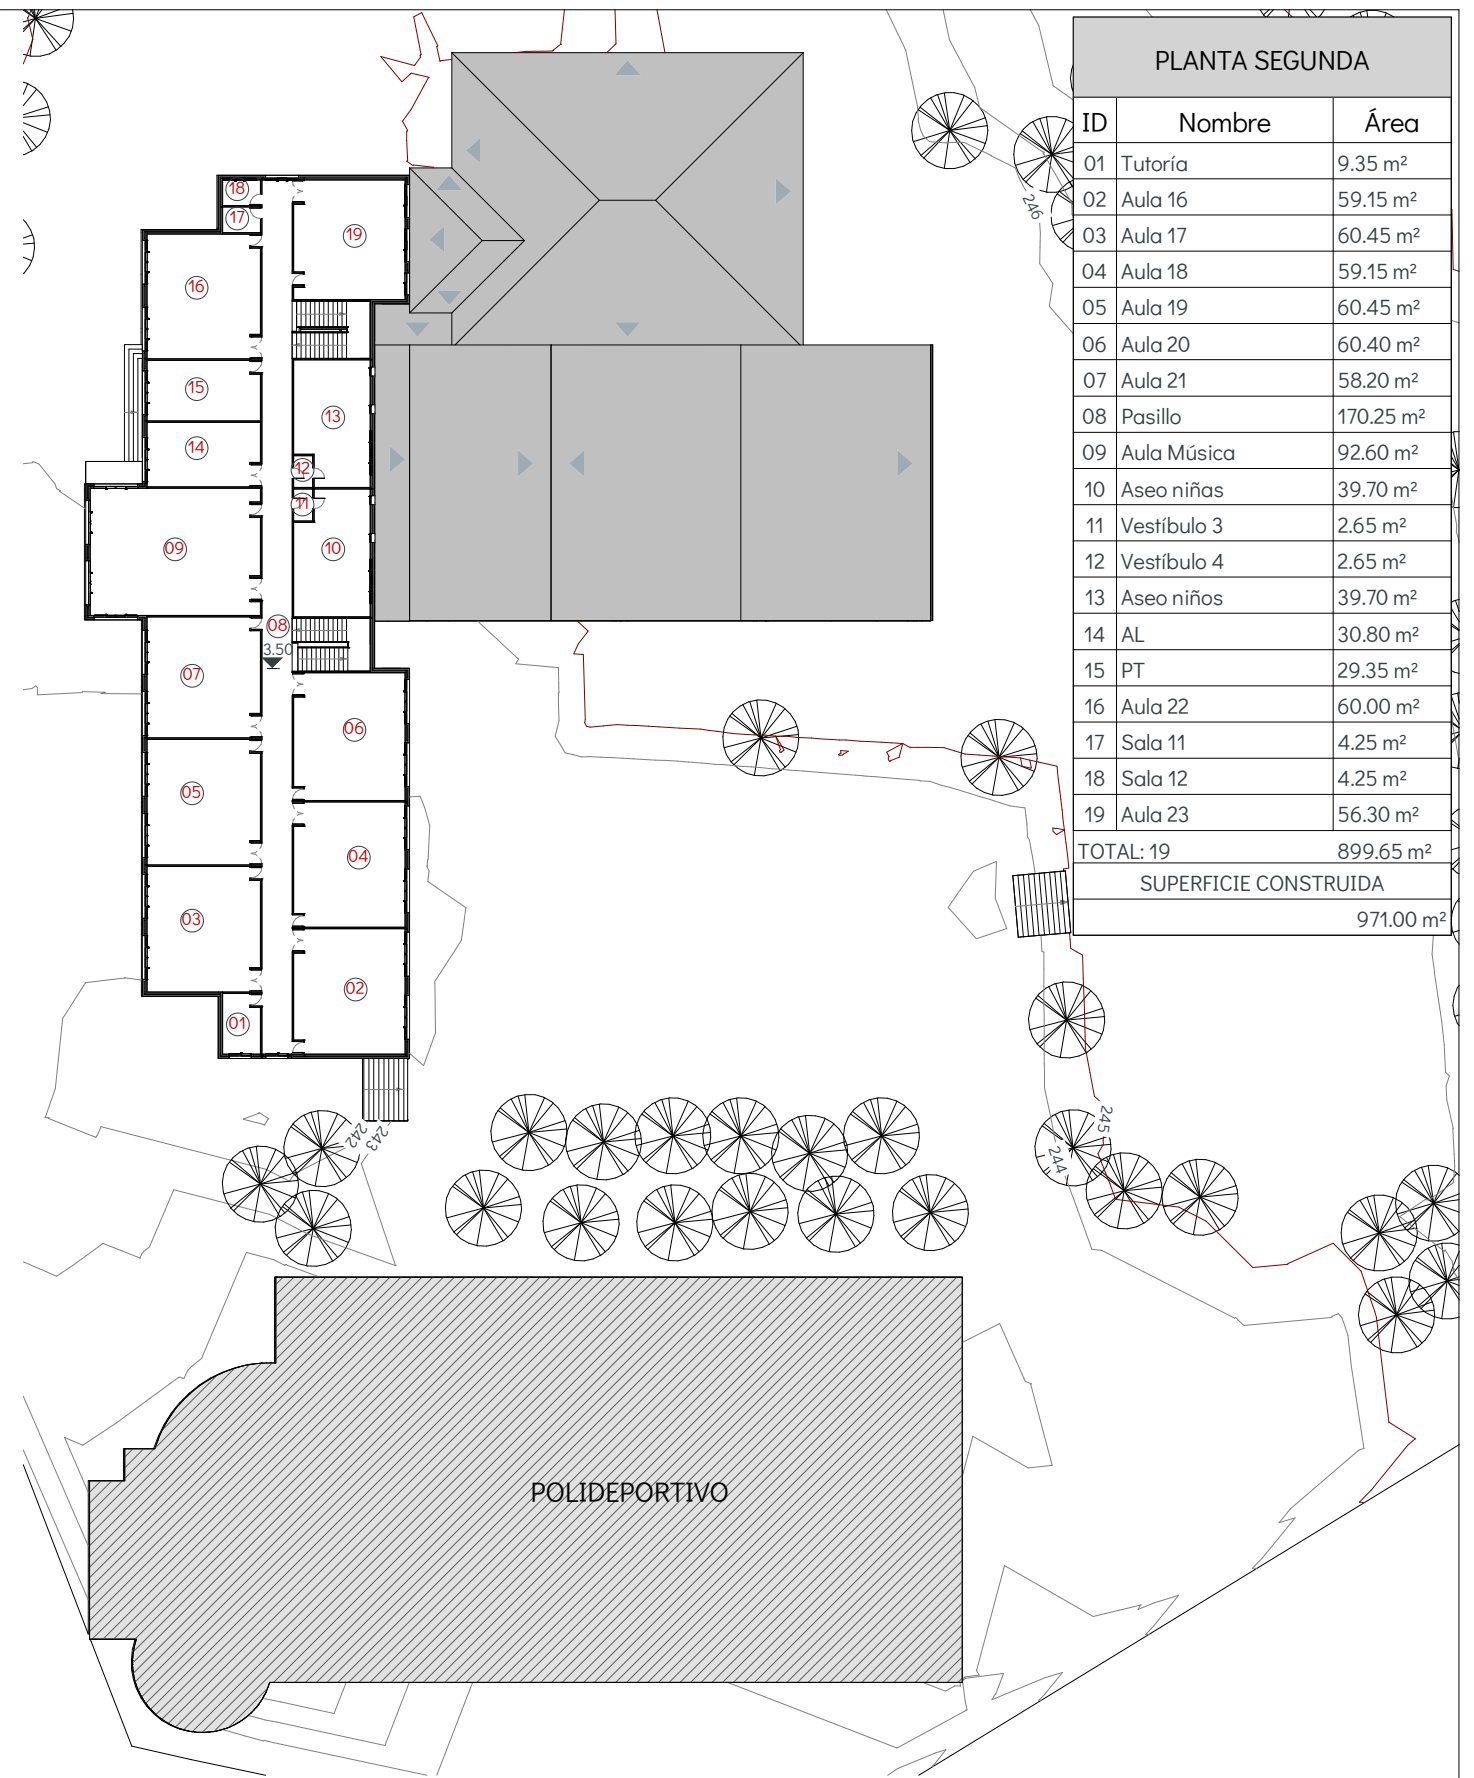 PLANTA SEGUNDA
ID Nombre Área
01 Tutoría 9.35 m²
02 Aula 16 59.15 m²
03 Aula 17 60.45 m²
04 Aula 18 59.15 m²
05 Aula 19 60.45 m²
06 Aula 20 60.40 m²
07 Aula 21 58.20 m²
08 Pasillo 170.25 m²
09 Aula Música 92.60 m²
10 Aseo niñas 39.70 m²
11 Vestíbulo 3 2.65 m²
12 Vestíbulo 4 2.65 m²
13 Aseo niños 39.70 m²
14 AL 30.80 m²
15 PT 29.35 m²
16 Aula 22 60.00 m²
17 Sala 11 4.25 m²
18 Sala 12 4.25 m²
19 Aula 23 56.30 m²
TOTAL: 19 899.65 m²
SUPERFICIE CONSTRUIDA
971.00 m²
246
18
17
19
16
15
13
14
12
11
09
10
08
3.50
07
06
05
04
03
02
01
242
243
245
244
POLIDEPORTIVO